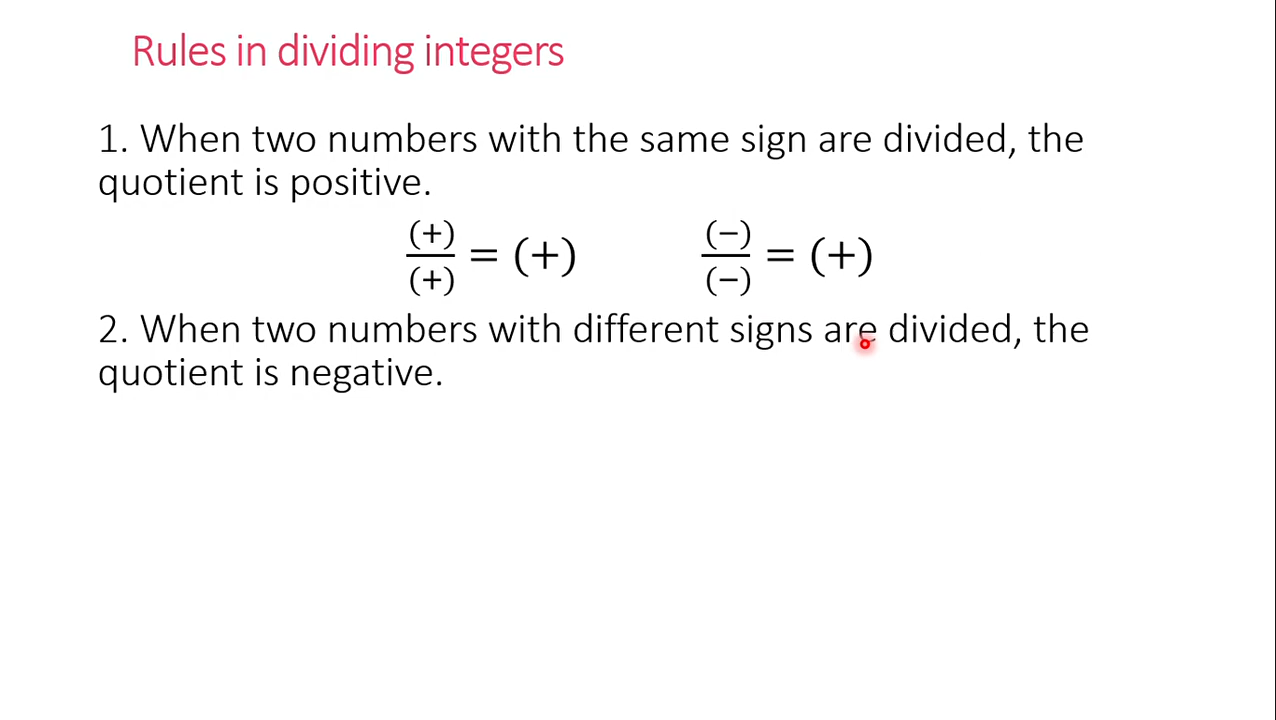 Rules in dividing integers
1. When two numbers with the same sign are divided, the
quotient is positive.
(+)/(+) = (+) (−)/(−) = (+)
2. When two numbers with different signs are divided, the
quotient is negative.